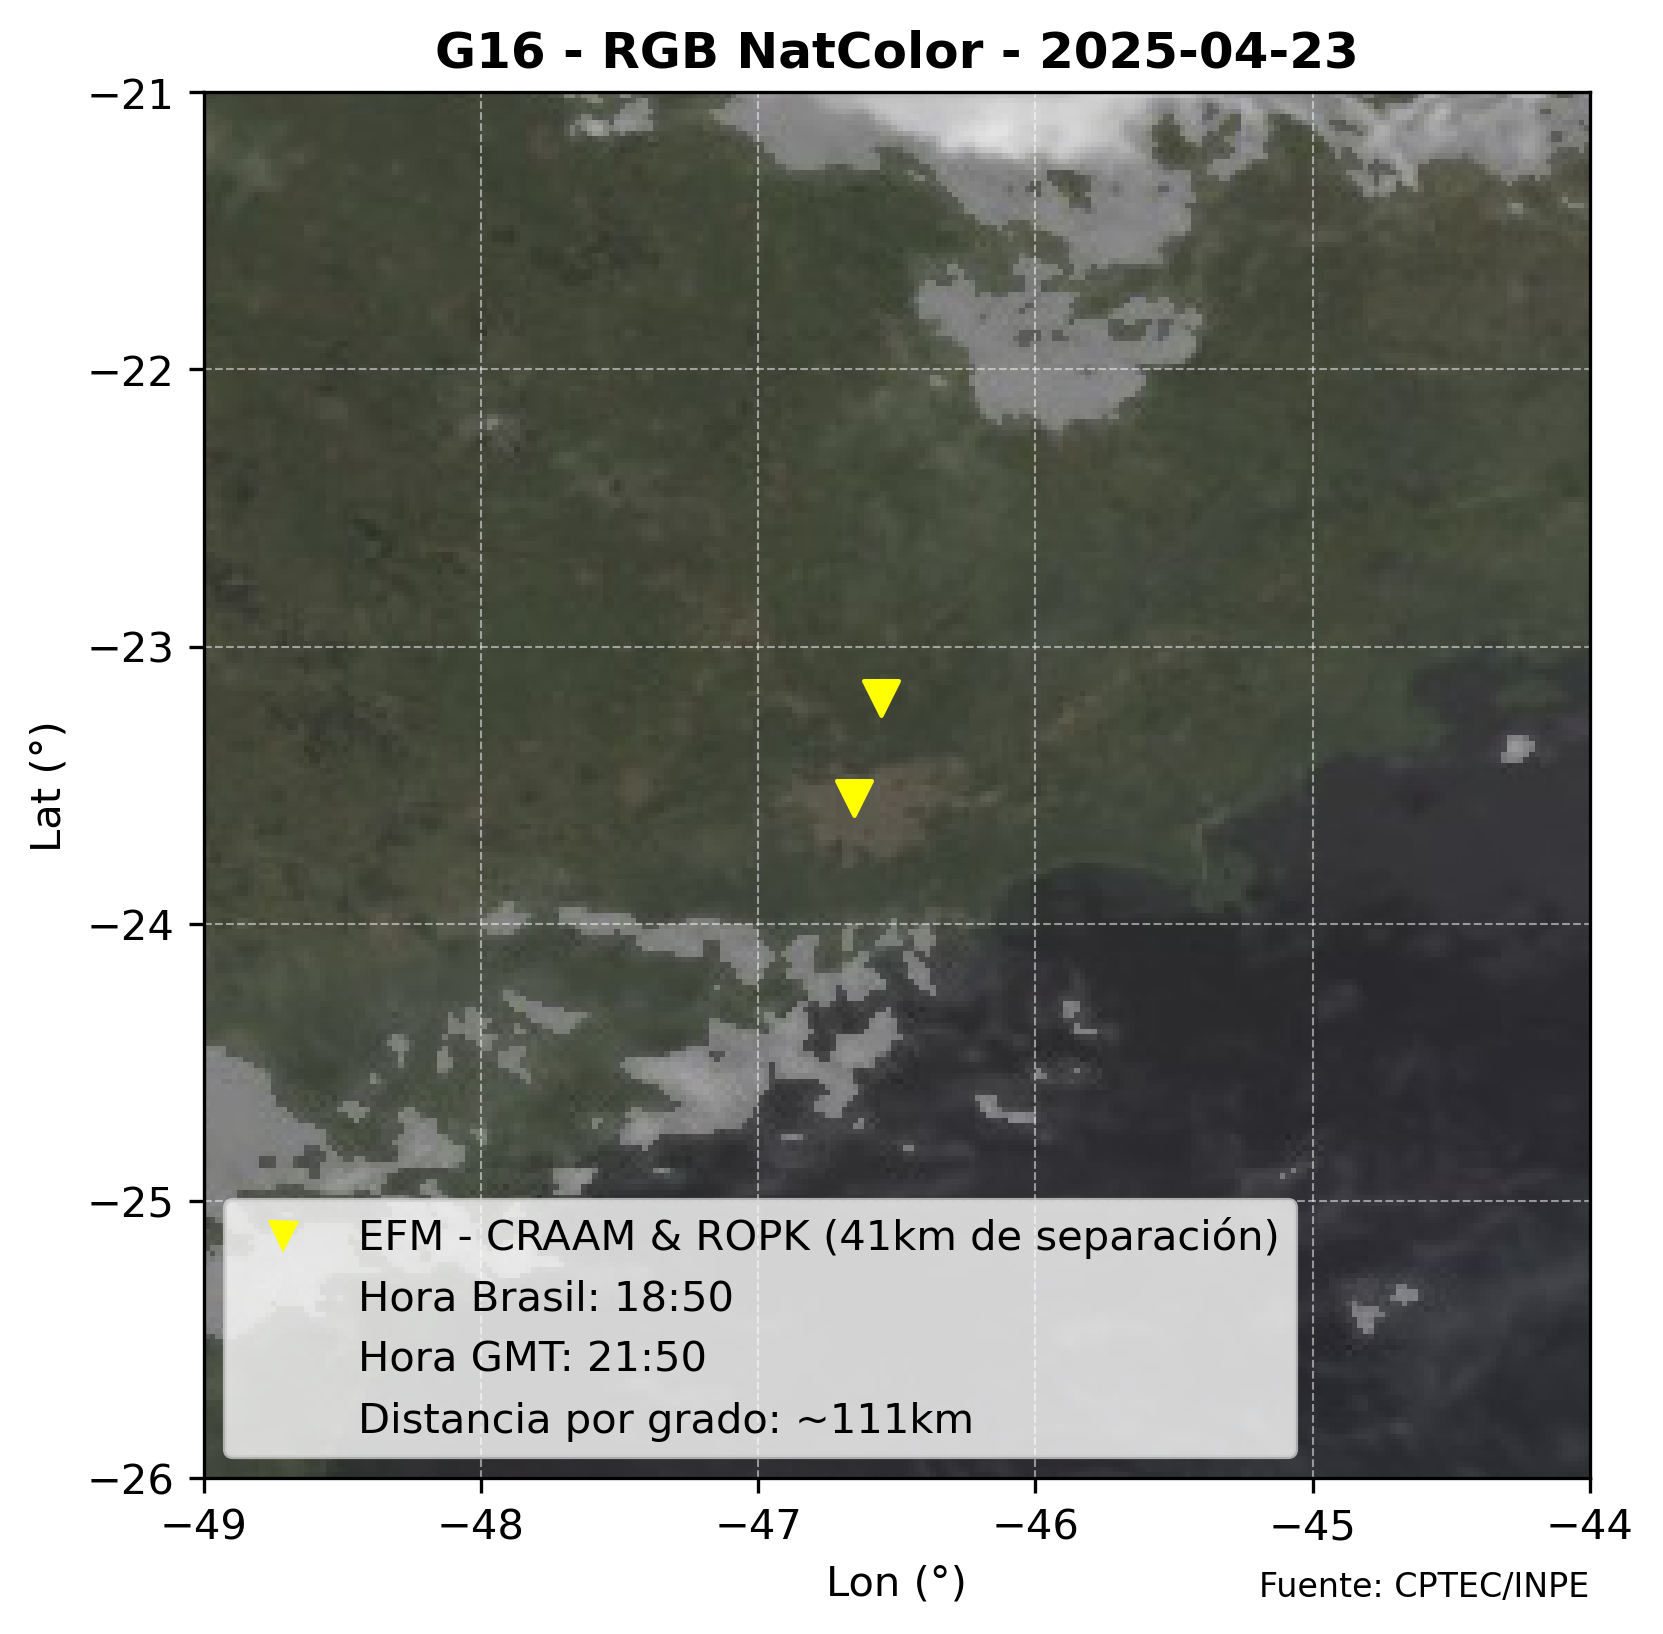 G16 - RGB NatColor - 2025-04-23
−21
−22
−23
−24
−25
−26
Lat (°)
EFM - CRAAM & ROPK (41km de separación)
Hora Brasil: 18:50
Hora GMT: 21:50
Distancia por grado: ~111km
−49 −48 −47 −46 −45 −44
Lon (°)
Fuente: CPTEC/INPE